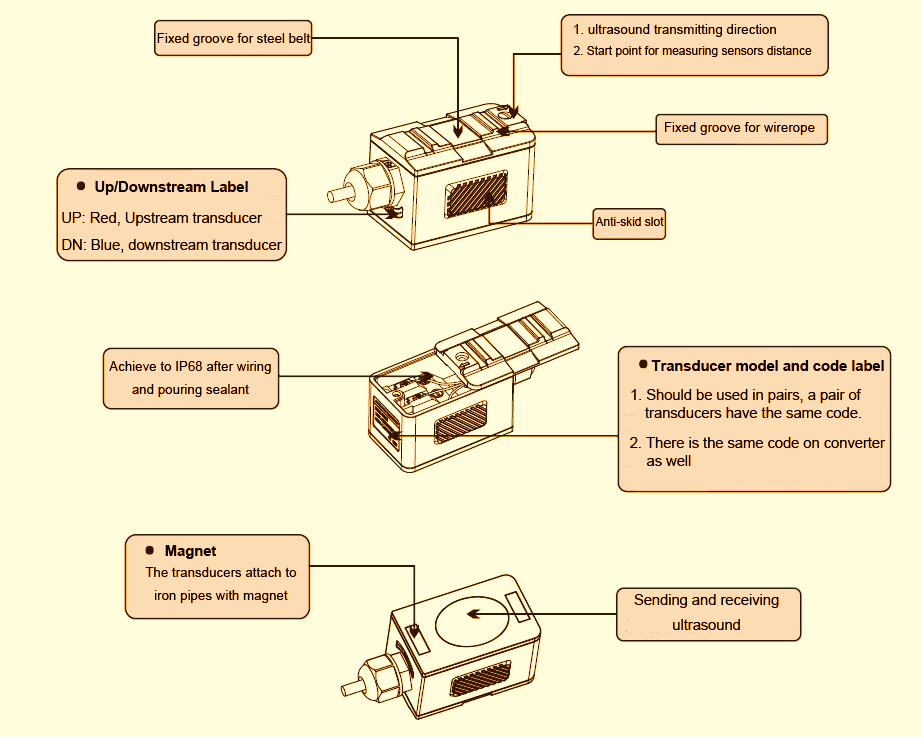 Fixed groove for steel belt
1. ultrasound transmitting direction
2. Start point for measuring sensors distance
Fixed groove for wirerope
● Up/Downstream Label
UP: Red, Upstream transducer
DN: Blue, downstream transducer
Anti-skid slot
Achieve to IP68 after wiring
and pouring sealant
● Transducer model and code label
1. Should be used in pairs, a pair of
transducers have the same code.
2. There is the same code on converter
as well
● Magnet
The transducers attach to
iron pipes with magnet
Sending and receiving
ultrasound